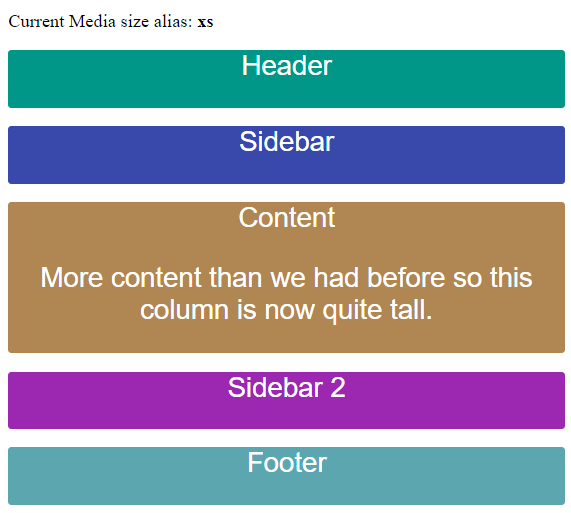 Current Media size alias: xs
Header
Sidebar
Content
More content than we had before so this
column is now quite tall.
Sidebar 2
Footer